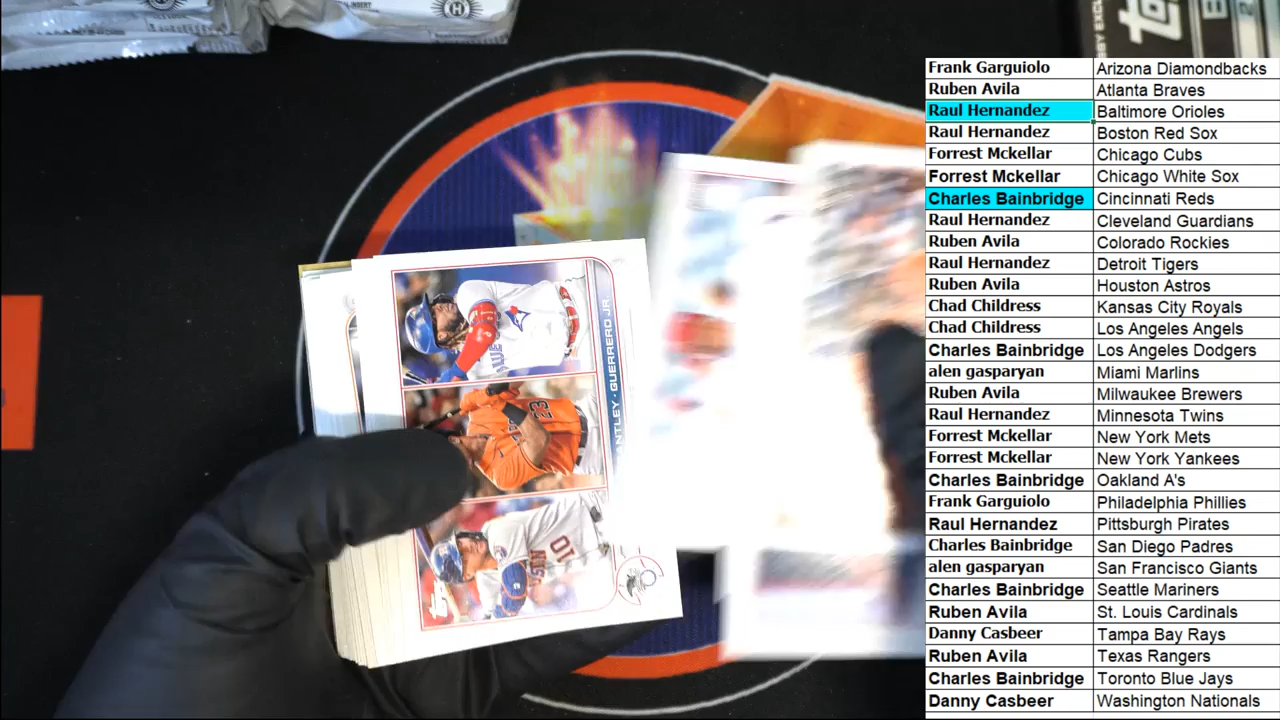 Frank Garguiolo Arizona Diamondbacks
Ruben Avila Atlanta Braves
Raul Hernandez Baltimore Orioles
Raul Hernandez Boston Red Sox
Forrest Mckellar Chicago Cubs
Forrest Mckellar Chicago White Sox
Charles Bainbridge Cincinnati Reds
Raul Hernandez Cleveland Guardians
Ruben Avila Colorado Rockies
Raul Hernandez Detroit Tigers
Ruben Avila Houston Astros
Chad Childress Kansas City Royals
Chad Childress Los Angeles Angels
Charles Bainbridge Los Angeles Dodgers
alen gasparyan Miami Marlins
Ruben Avila Milwaukee Brewers
Raul Hernandez Minnesota Twins
Forrest Mckellar New York Mets
Forrest Mckellar New York Yankees
Charles Bainbridge Oakland A's
Frank Garguiolo Philadelphia Phillies
Raul Hernandez Pittsburgh Pirates
Charles Bainbridge San Diego Padres
alen gasparyan San Francisco Giants
Charles Bainbridge Seattle Mariners
Ruben Avila St. Louis Cardinals
Danny Casbeer Tampa Bay Rays
Ruben Avila Texas Rangers
Charles Bainbridge Toronto Blue Jays
Danny Casbeer Washington Nationals
NTLEY · GUERRERO JR.
23
10